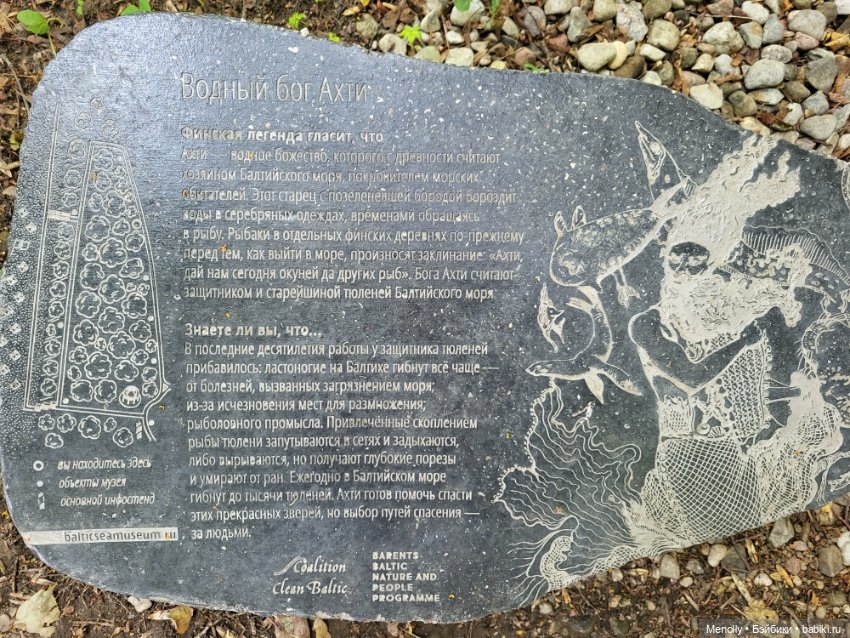 Водный бог Ахти
Финская легенда гласит, что
Ахти — водное божество, которого с древности считают
хозяином Балтийского моря, покровителем морских
обитателей. Этот старец с позеленевшей бородой бороздит
воды в серебряных одеждах, временами обращаясь
в рыбу. Рыбаки в отдельных финских деревнях по-прежнему
перед тем, как выйти в море, произносят заклинание: «Ахти,
дай нам сегодня окуней да других рыб». Бога Ахти считают
защитником и старейшиной тюленей Балтийского моря.
Знаете ли вы, что...
В последние десятилетия работы у защитника тюленей
прибавилось: ластоногие на Балтике гибнут всё чаще —
от болезней, вызванных загрязнением моря;
из-за исчезновения мест для размножения;
рыболовного промысла. Привлечённые скоплением
рыбы тюлени запутываются в сетях и задыхаются,
либо вырываются, но получают глубокие порезы
и умирают от ран. Ежегодно в Балтийском море
гибнут до тысячи тюленей. Ахти готов помочь спасти
этих прекрасных зверей, но выбор путей спасения —
за людьми.
вы находитесь здесь
объекты музея
основной инфостенд
balticseamuseum.ru
Coalition
Clean Baltic
BARENTS
BALTIC
NATURE AND
PEOPLE
PROGRAMME
Menolly • Бэйбики • babiki.ru